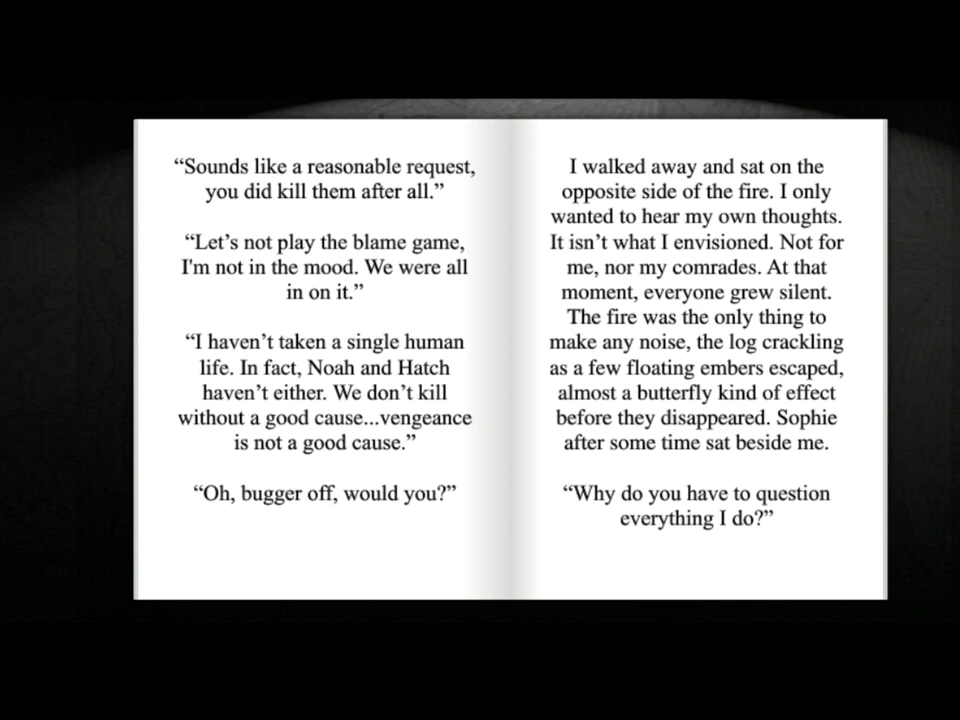 “Sounds like a reasonable request,
you did kill them after all.”
“Let’s not play the blame game,
I'm not in the mood. We were all
in on it.”
“I haven’t taken a single human
life. In fact, Noah and Hatch
haven’t either. We don’t kill
without a good cause...vengeance
is not a good cause.”
“Oh, bugger off, would you?”
I walked away and sat on the
opposite side of the fire. I only
wanted to hear my own thoughts.
It isn’t what I envisioned. Not for
me, nor my comrades. At that
moment, everyone grew silent.
The fire was the only thing to
make any noise, the log crackling
as a few floating embers escaped,
almost a butterfly kind of effect
before they disappeared. Sophie
after some time sat beside me.
“Why do you have to question
everything I do?”